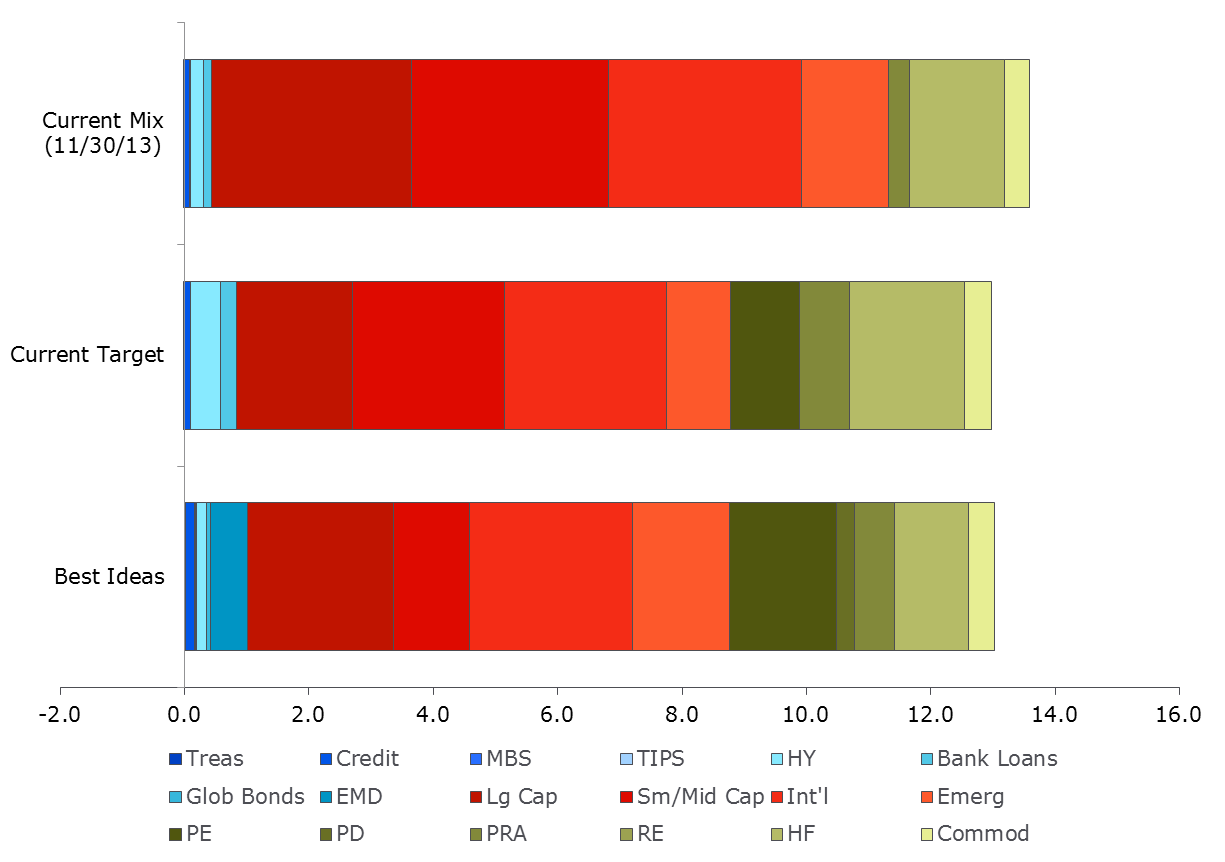 Current Mix
(11/30/13)
Current Target
Best Ideas
-2.0 0.0 2.0 4.0 6.0 8.0 10.0 12.0 14.0 16.0
Treas Credit MBS TIPS HY Bank Loans
Glob Bonds EMD Lg Cap Sm/Mid Cap Int'l Emerg
PE PD PRA RE HF Commod